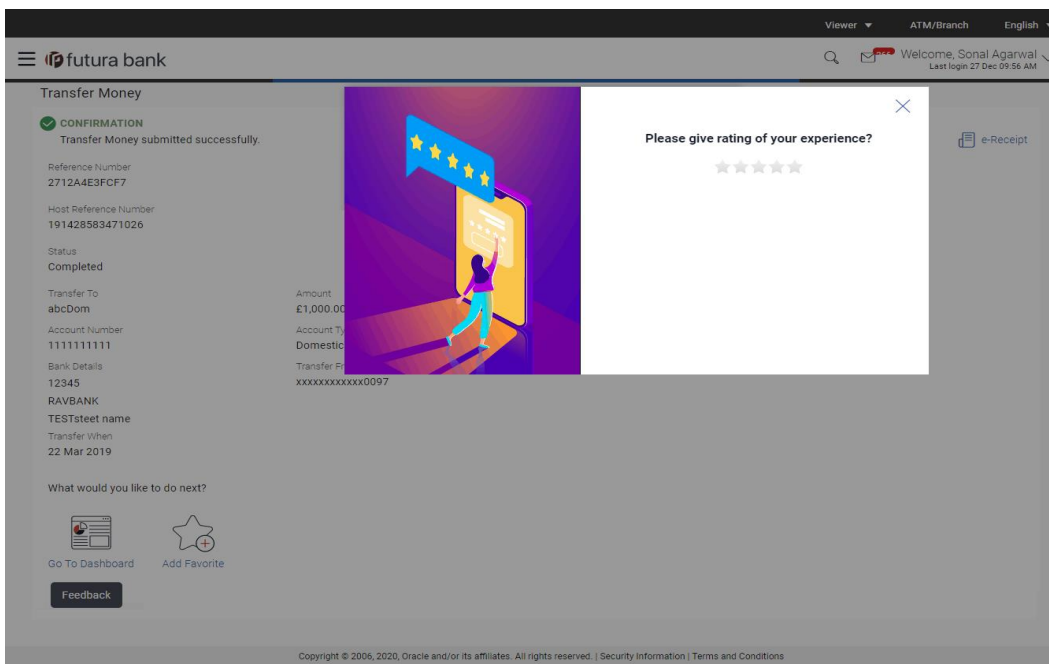 Viewer ATM/Branch English
futura bank
Welcome, Sonal Agarwal
Last login 27 Dec 09:56 AM
Transfer Money
CONFIRMATION
Transfer Money submitted successfully.
Please give rating of your experience?
e-Receipt
Reference Number
2712A4E3FCF7
Host Reference Number
191428583471026
Status
Completed
Transfer To
abcDom
Amount
£1,000.00
Account Number
1111111111
Account Ty
Domestic
Bank Details
12345
RAVBANK
TESTsteet name
Transfer Fr
xxxxxxxxxxxx0097
Transfer When
22 Mar 2019
What would you like to do next?
Go To Dashboard Add Favorite
Feedback
Copyright © 2006, 2020, Oracle and/or its affiliates. All rights reserved. | Security Information | Terms and Conditions